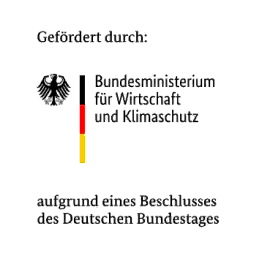 Gefördert durch:
Bundesministerium
für Wirtschaft
und Klimaschutz
aufgrund eines Beschlusses
des Deutschen Bundestages